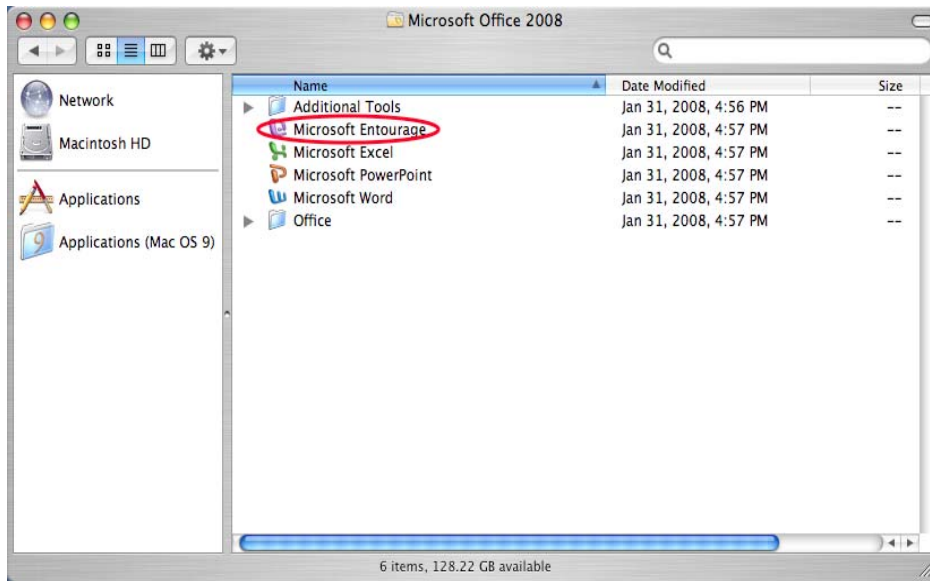 Microsoft Office 2008
Name Date Modified Size
Network
Macintosh HD
Applications
9 Applications (Mac OS 9)
Additional Tools Jan 31, 2008, 4:56 PM --
Microsoft Entourage Jan 31, 2008, 4:57 PM --
Microsoft Excel Jan 31, 2008, 4:57 PM --
Microsoft PowerPoint Jan 31, 2008, 4:57 PM --
Microsoft Word Jan 31, 2008, 4:57 PM --
Office Jan 31, 2008, 4:57 PM --
6 items, 128.22 GB available